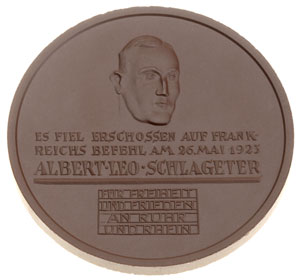 ES FIEL ERSCHOSSEN AUF FRANK-
REICHS BEFEHL AM 26.MAI 1923
ALBERT·LEO·SCHLAGETER
FÜR FREIHEIT
UND FRIEDEN
AN RUHR
UND RHEIN